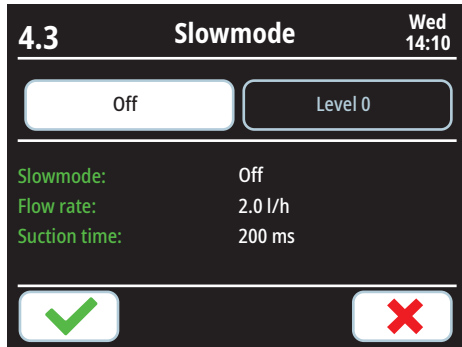 4.3 Slowmode Wed
14:10
Off Level 0
Slowmode: Off
Flow rate: 2.0 l/h
Suction time: 200 ms